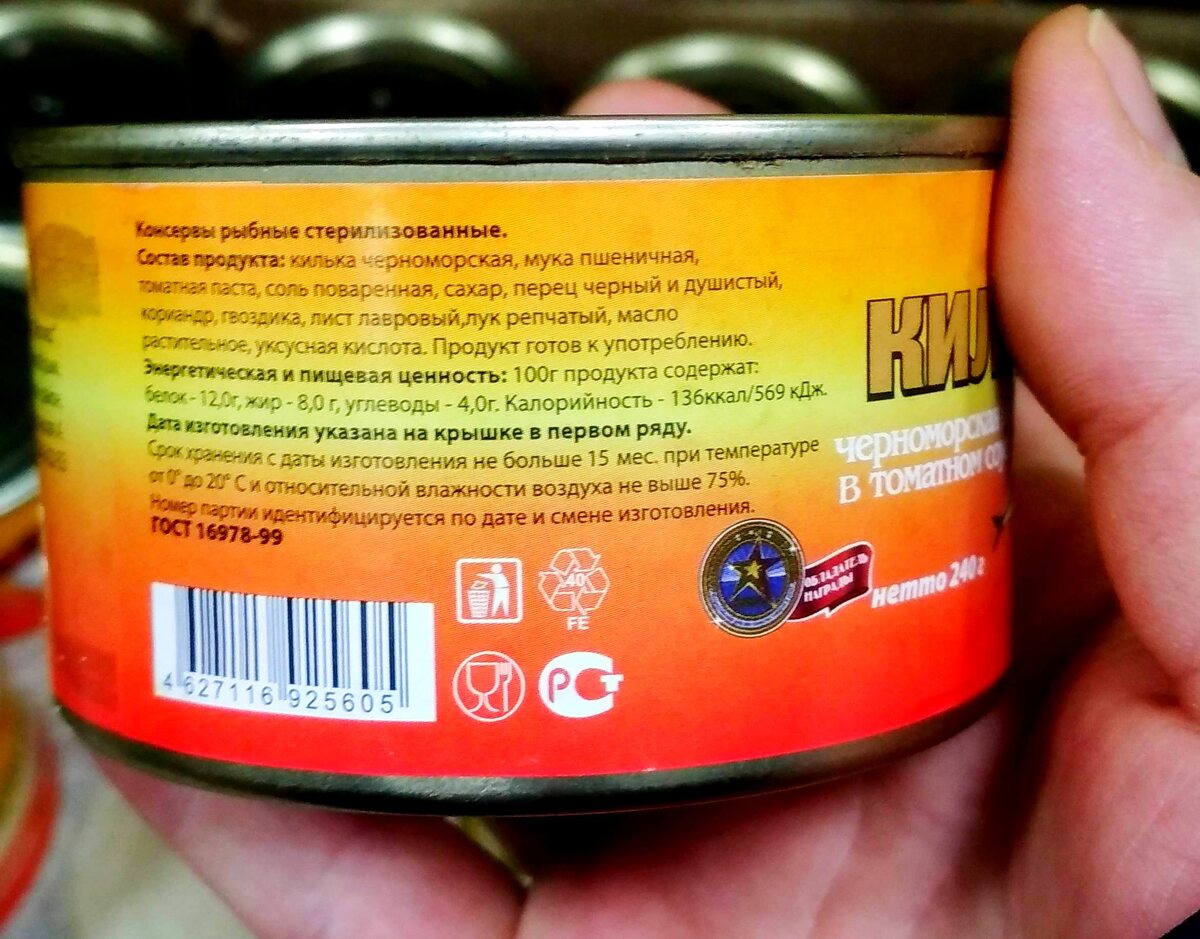 Консервы рыбные стерилизованные.
Состав продукта: килька черноморская, мука пшеничная,
томатная паста, соль поваренная, сахар, перец черный и душистый,
кориандр, гвоздика, лист лавровый,лук репчатый, масло
растительное, уксусная кислота. Продукт готов к употреблению.
Энергетическая и пищевая ценность: 100г продукта содержат:
белок - 12,0г, жир - 8,0 г, углеводы - 4,0г. Калорийность - 136ккал/569 кДж.
Дата изготовления указана на крышке в первом ряду.
Срок хранения с даты изготовления не больше 15 мес. при температуре
от 0° до 20° С и относительной влажности воздуха не выше 75%.
Номер партии идентифицируется по дате и смене изготовления.
ГОСТ 16978-99
4 627116 925605
40
FE
РСТ
КИЛ
черноморская
в томатном со
ОБЛАДАТЕЛЬ
НАГРАДЫ
нетто 240 г